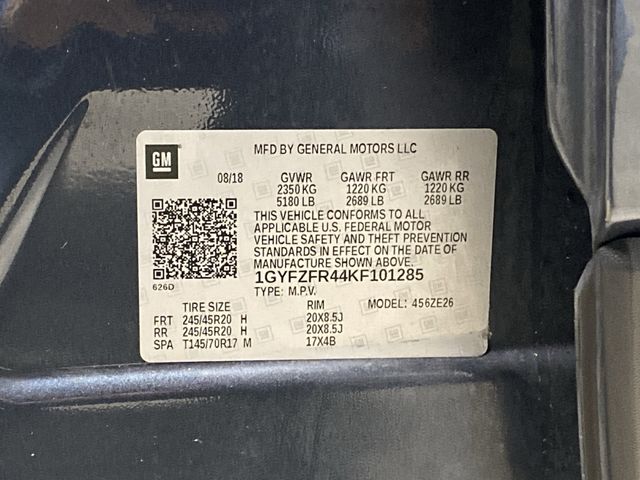 GM
MFD BY GENERAL MOTORS LLC
08/18 GVWR GAWR FRT GAWR RR
2350 KG 1220 KG 1220 KG
5180 LB 2689 LB 2689 LB
THIS VEHICLE CONFORMS TO ALL
APPLICABLE U.S. FEDERAL MOTOR
VEHICLE SAFETY AND THEFT PREVENTION
STANDARDS IN EFFECT ON THE DATE OF
MANUFACTURE SHOWN ABOVE.
1GYFZFR44KF101285
626D
TYPE: M.P.V.
TIRE SIZE RIM MODEL: 456ZE26
FRT 245/45R20 H 20X8.5J
RR 245/45R20 H 20X8.5J
SPA T145/70R17 M 17X4B